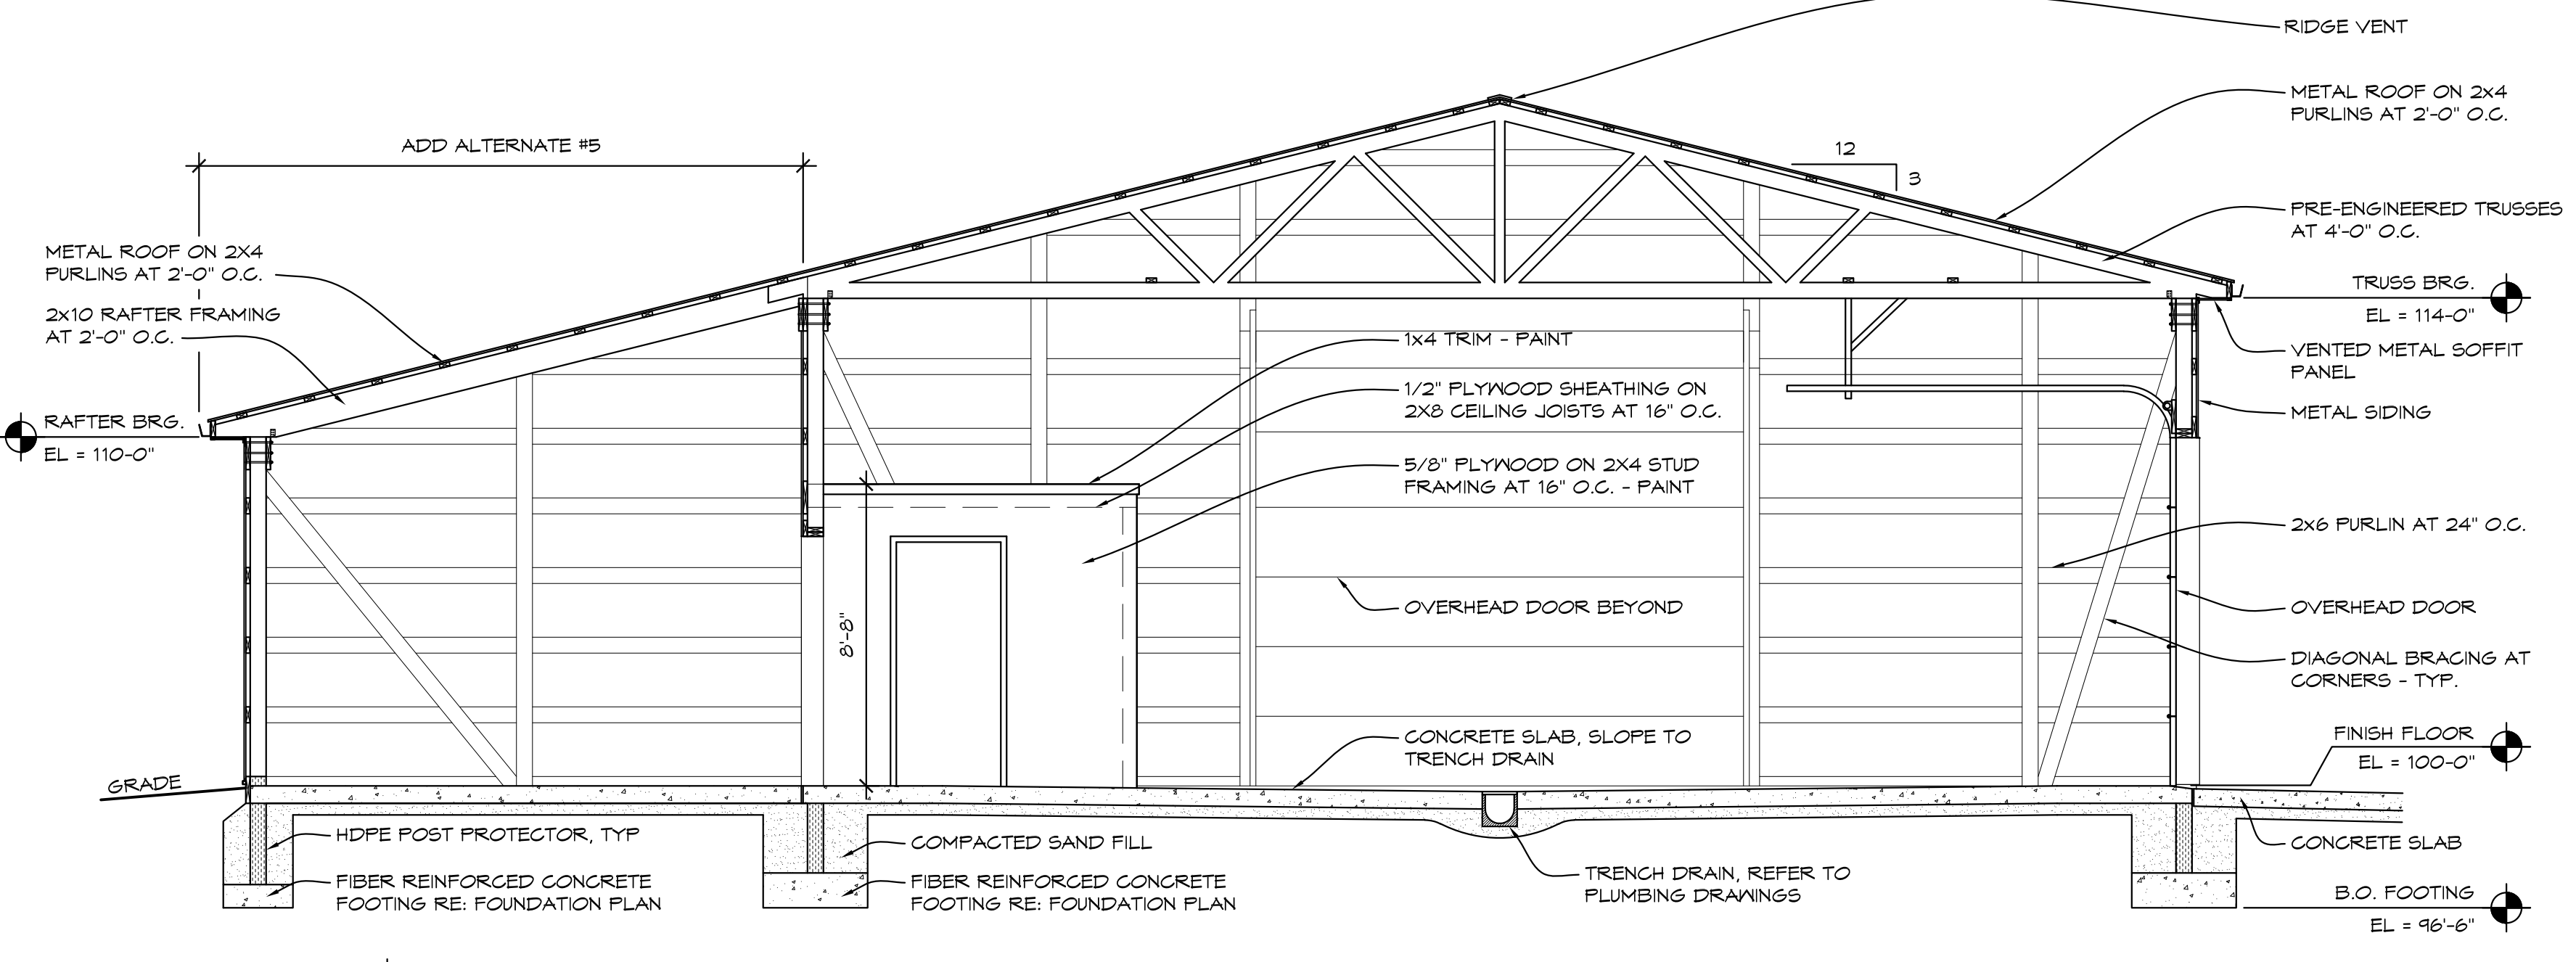 RIDGE VENT
METAL ROOF ON 2x4
PURLINS AT 2'-0" O.C.
ADD ALTERNATE #5
12
3
PRE-ENGINEERED TRUSSES
AT 4'-0" O.C.
METAL ROOF ON 2X4
PURLINS AT 2'-0" O.C.
2x10 RAFTER FRAMING
AT 2'-0" O.C.
TRUSS BRG.
EL = 114-0"
1x4 TRIM - PAINT
VENTED METAL SOFFIT
PANEL
1/2" PLYWOOD SHEATHING ON
2X8 CEILING JOISTS AT 16" O.C.
METAL SIDING
RAFTER BRG.
EL = 110-0"
5/8" PLYWOOD ON 2X4 STUD
FRAMING AT 16" O.C. - PAINT
2x6 PURLIN AT 24" O.C.
OVERHEAD DOOR BEYOND
OVERHEAD DOOR
8'-8"
DIAGONAL BRACING AT
CORNERS - TYP.
CONCRETE SLAB, SLOPE TO
TRENCH DRAIN
FINISH FLOOR
EL = 100-0"
GRADE
HDPE POST PROTECTOR, TYP
COMPACTED SAND FILL
CONCRETE SLAB
FIBER REINFORCED CONCRETE
FOOTING RE: FOUNDATION PLAN
FIBER REINFORCED CONCRETE
FOOTING RE: FOUNDATION PLAN
TRENCH DRAIN, REFER TO
PLUMBING DRAWINGS
B.O. FOOTING
EL = 96'-6"